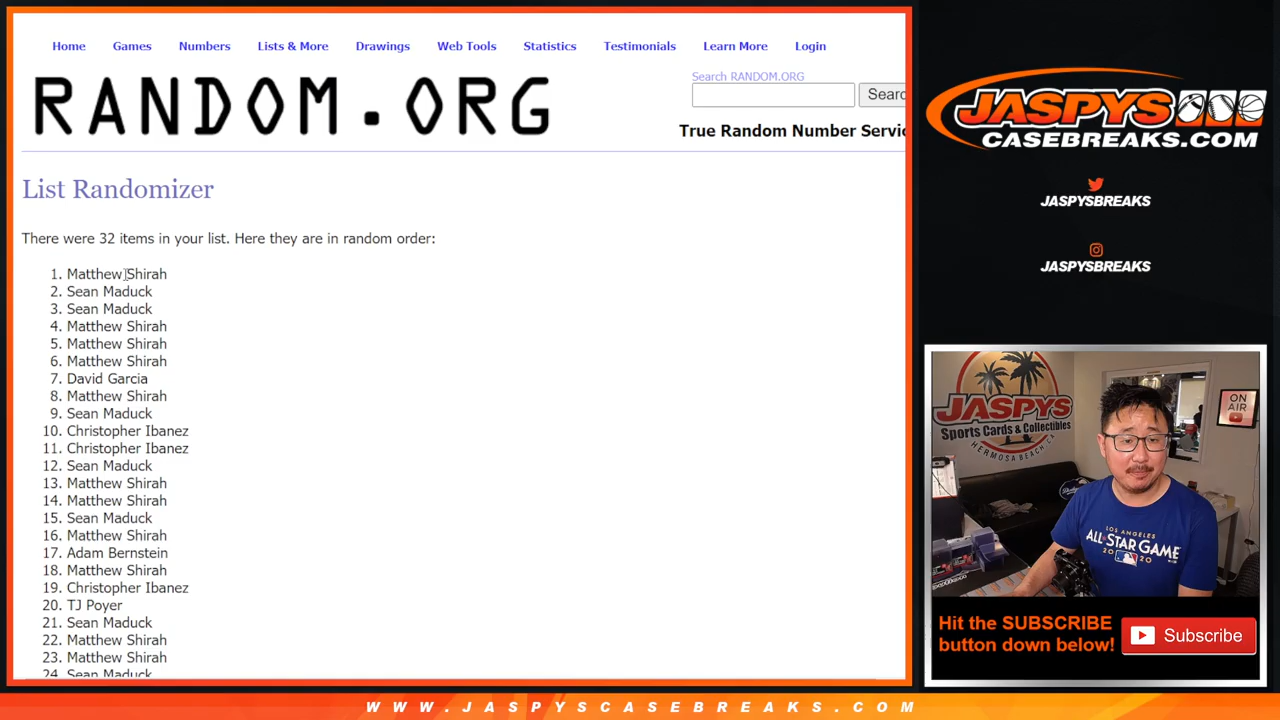 Home Games Numbers Lists & More Drawings Web Tools Statistics Testimonials Learn More Login
RANDOM.ORG
Search RANDOM.ORG
True Random Number
List Randomizer
There were 32 items in your list. Here they are in random order:
1. Matthew Shirah
2. Sean Maduck
3. Sean Maduck
4. Matthew Shirah
5. Matthew Shirah
6. Matthew Shirah
7. David Garcia
8. Matthew Shirah
9. Sean Maduck
10. Christopher Ibanez
11. Christopher Ibanez
12. Sean Maduck
13. Matthew Shirah
14. Matthew Shirah
15. Sean Maduck
16. Matthew Shirah
17. Adam Bernstein
18. Matthew Shirah
19. Christopher Ibanez
20. TJ Poyer
21. Sean Maduck
22. Matthew Shirah
23. Matthew Shirah
24. Sean Maduck
JASPYS
CASEBREAKS.COM
JASPYSBREAKS
JASPYSBREAKS
JASPYS
Sports Cards & Collectibles
HERMOSA BEACH, CA
ON AIR
LOS ANGELES
ALL STAR GAME
2020
Hit the SUBSCRIBE
button down below!
Subscribe
WWW.JASPYSCASEBREAKS.COM